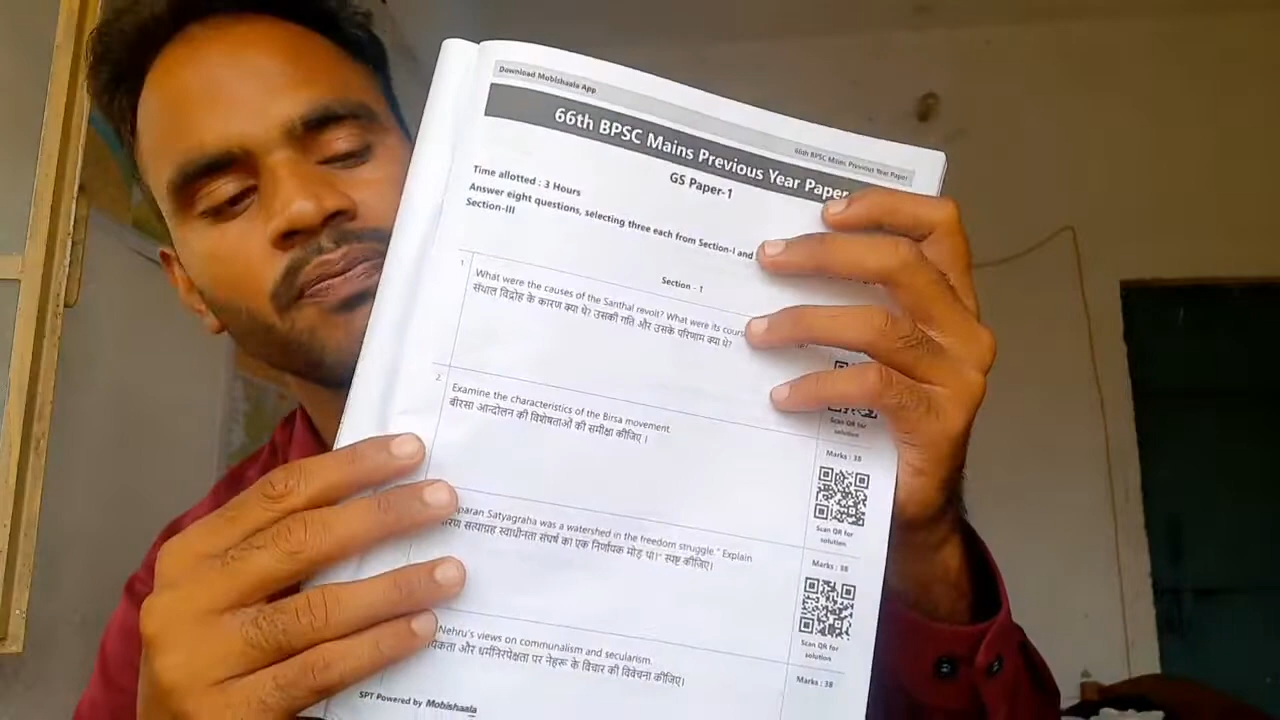 Download Mobishaala App
66th BPSC Mains Previous Year Paper
66th BPSC Mains Previous Year Paper
GS Paper-1
Time allotted : 3 Hours
Answer eight questions, selecting three each from Section-I and
Section-III
Section - 1
1
What were the causes of the Santhal revolt? What were its
संथाल विद्रोह के कारण क्या थे? उसकी गति और उसके परिणाम क्या थे?
Scan QR for
solution
2
Examine the characteristics of the Birsa movement.
बीरसा आन्दोलन की विशेषताओं की समीक्षा कीजिए ।
Marks : 38
Scan QR for
solution
Satyagraha was a watershed in the freedom struggle." Explain
सत्याग्रह स्वाधीनता संघर्ष का एक निर्णायक मोड़ था।" स्पष्ट कीजिए।
Marks : 38
Scan QR for
solution
Nehru's views on communalism and secularism.
और धर्मनिरपेक्षता पर नेहरू के विचार की विवेचना कीजिए।
Marks : 38
SPT Powered by Mobishaala